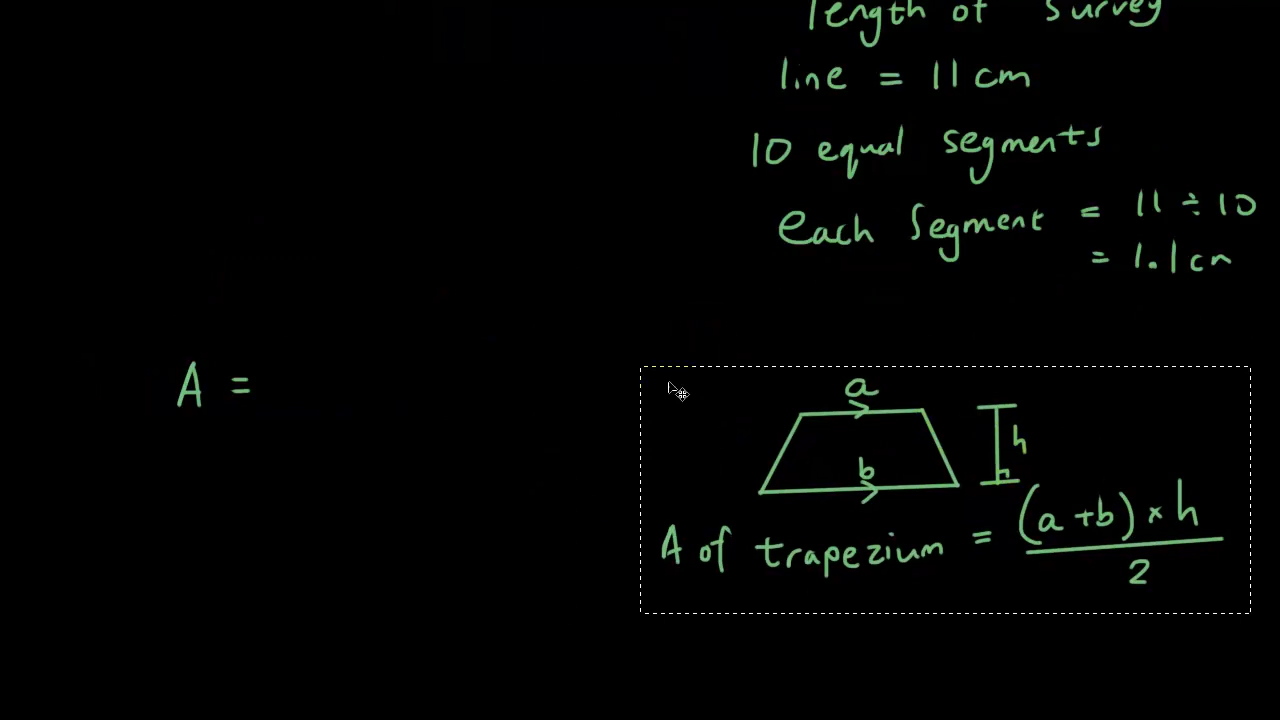 length of survey
line = 11 cm
10 equal segments
each segment = 11 ÷ 10
= 1.1 cm
A =
a
h
b
A of trapezium = (a + b) × h
2